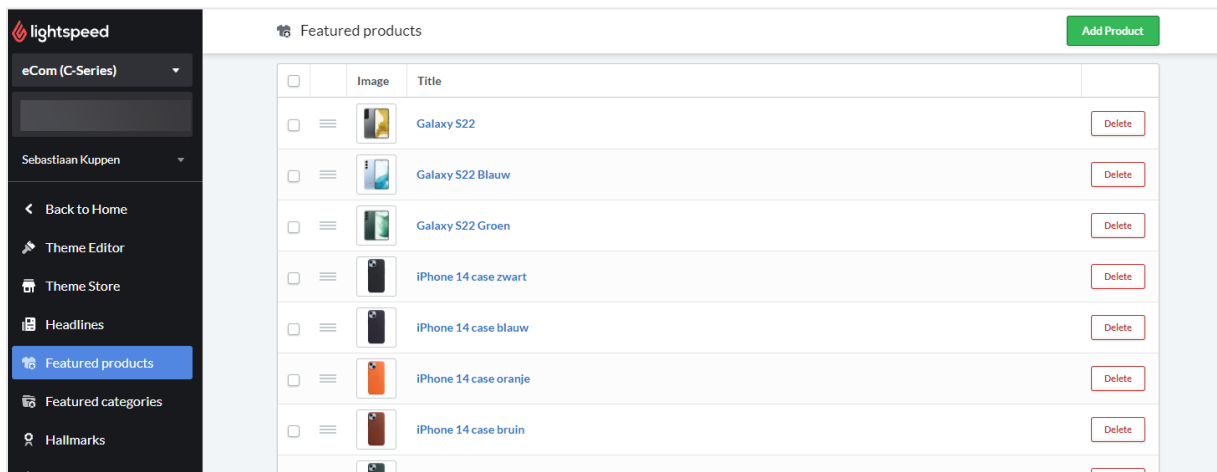 lightspeed
eCom (C-Series)
Sebastiaan Kuppen
Back to Home
Theme Editor
Theme Store
Headlines
Featured products
Featured categories
Hallmarks
Featured products
Add Product
Image Title
Galaxy S22 Delete
Galaxy S22 Blauw Delete
Galaxy S22 Groen Delete
iPhone 14 case zwart Delete
iPhone 14 case blauw Delete
iPhone 14 case oranje Delete
iPhone 14 case bruin Delete